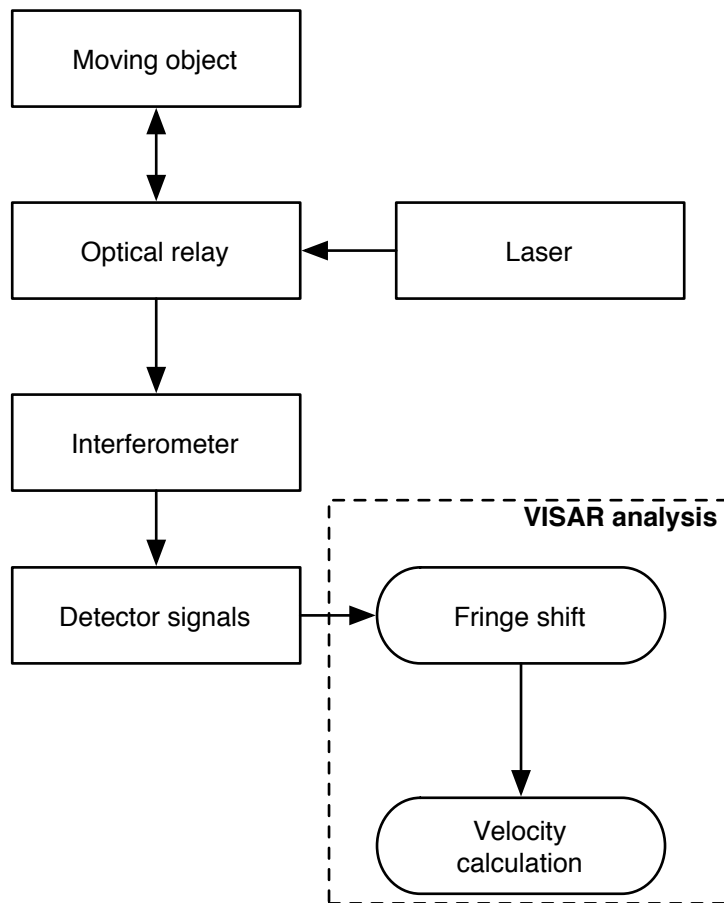 Moving object
Optical relay
Laser
Interferometer
VISAR analysis
Detector signals
Fringe shift
Velocity
calculation